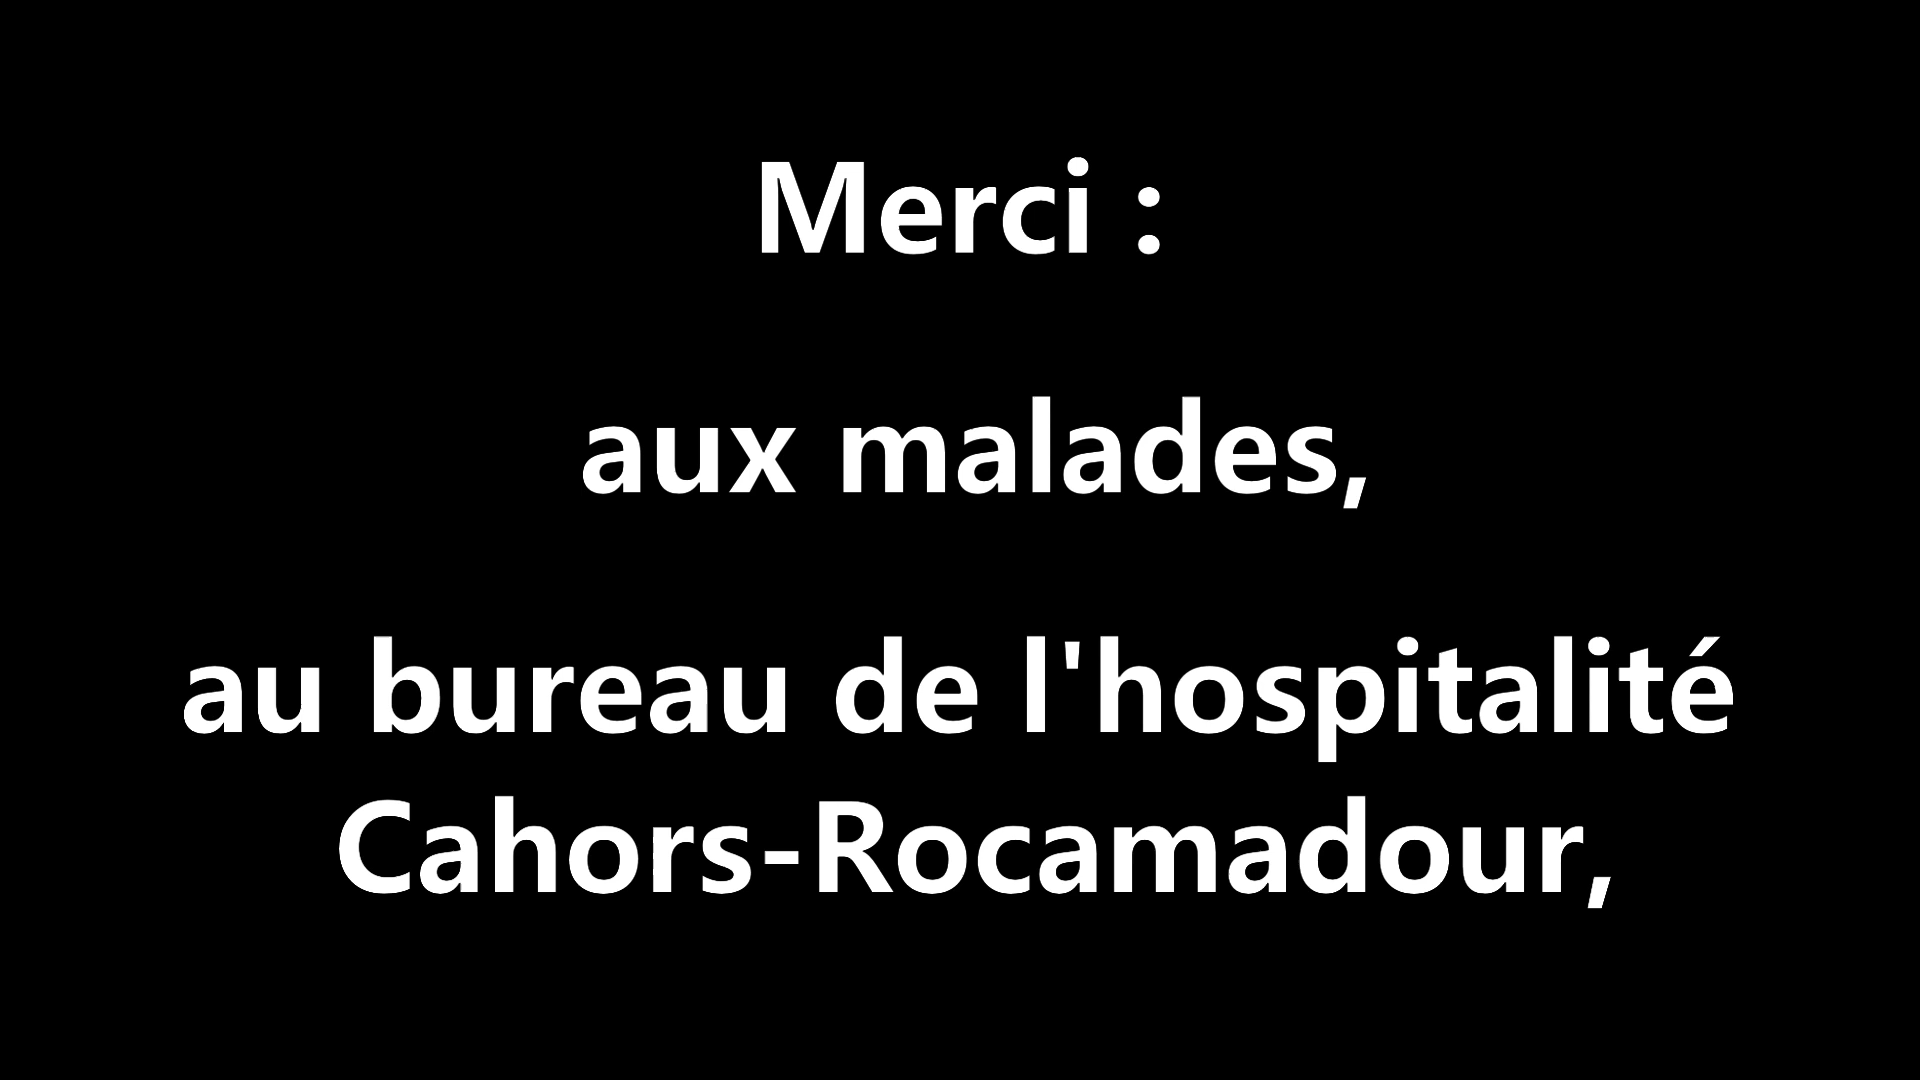 Merci :
aux malades,
au bureau de l'hospitalité
Cahors-Rocamadour,